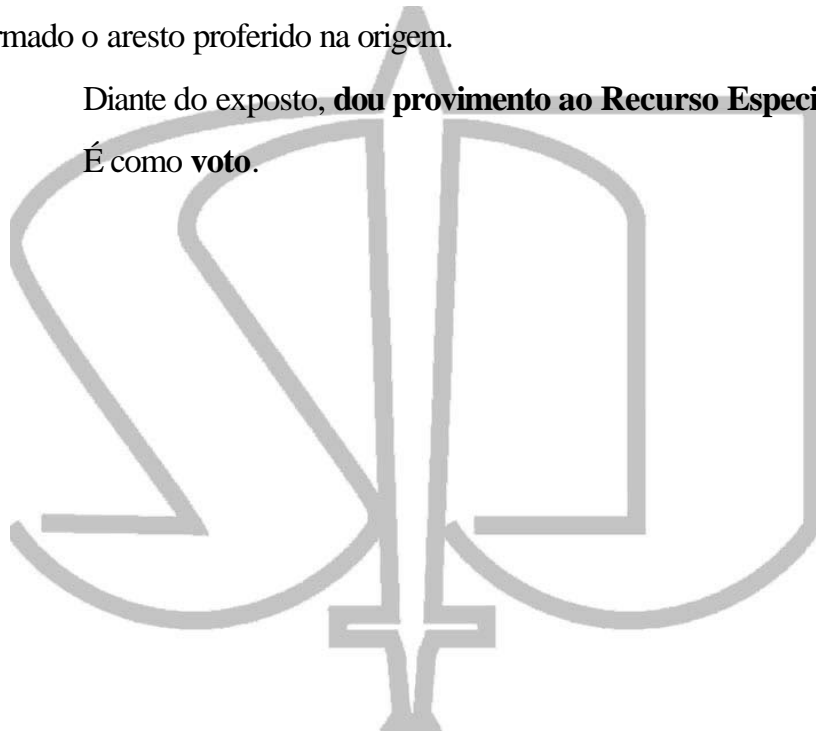 rmado o aresto proferido na origem.
Diante do exposto, dou provimento ao Recurso Especi
É como voto.